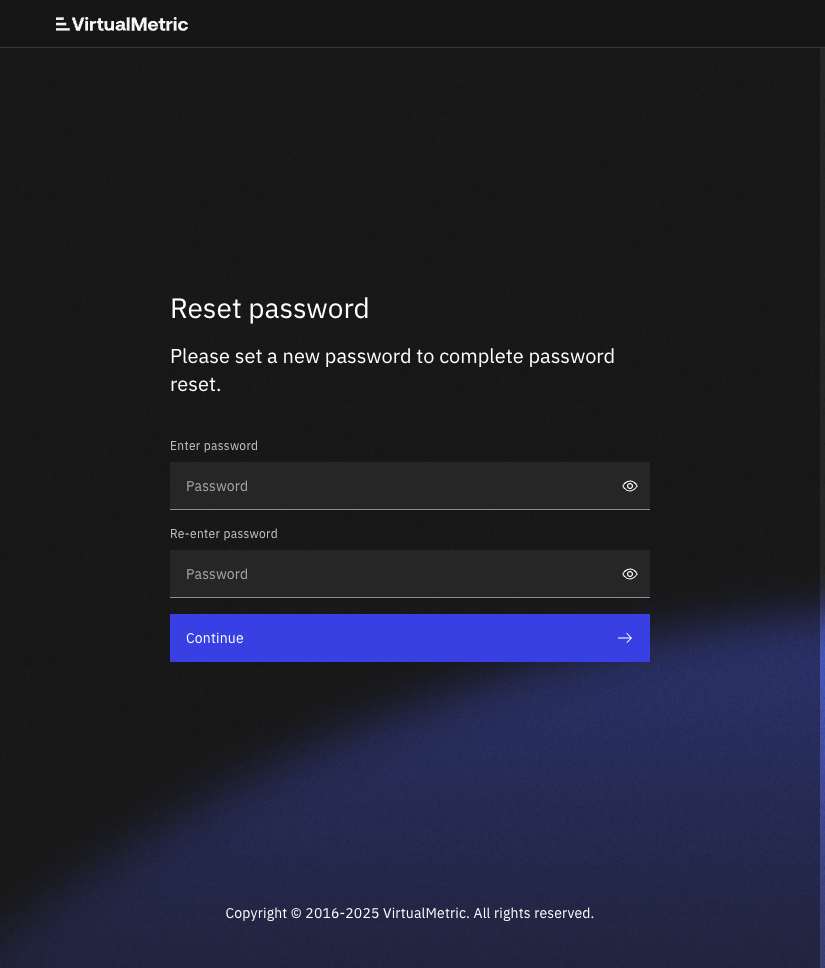 VirtualMetric
Reset password
Please set a new password to complete password
reset.
Enter password
Password
Re-enter password
Password
Continue
Copyright © 2016-2025 VirtualMetric. All rights reserved.